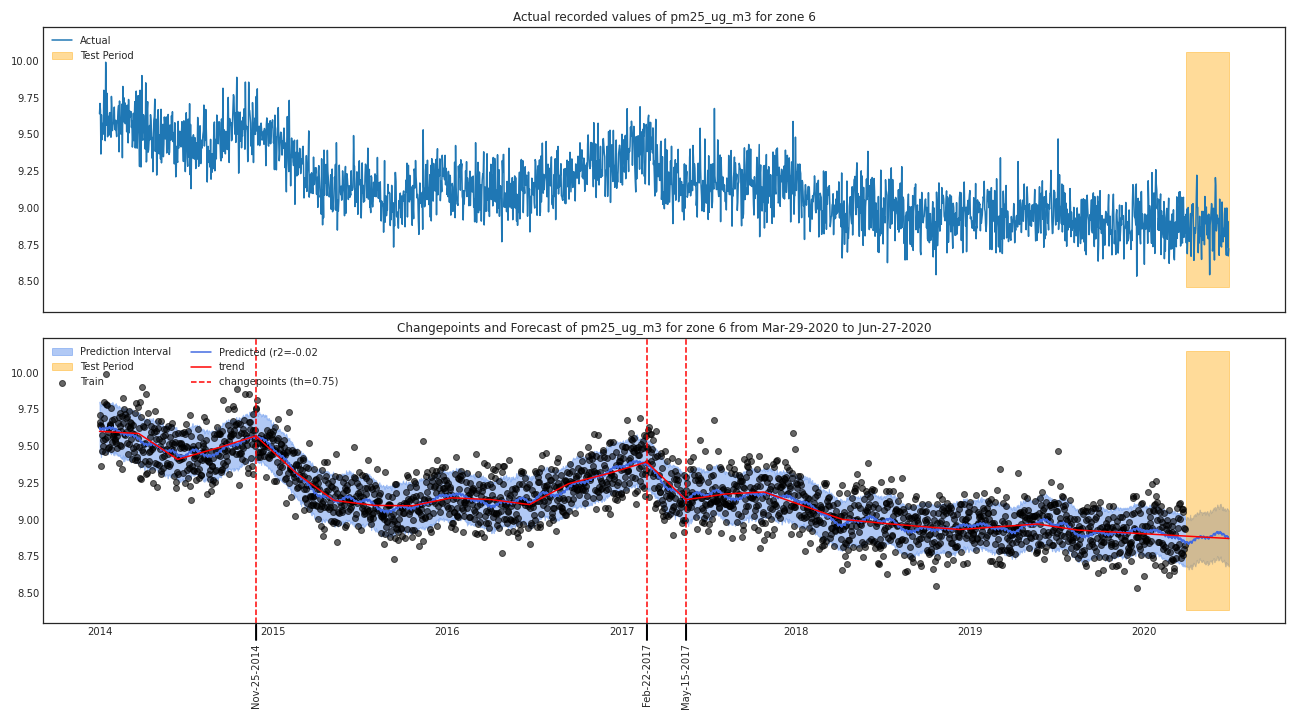 Actual recorded values of pm25_ug_m3 for zone 6
Actual
Test Period
10.00
9.75
9.50
9.25
9.00
8.75
8.50
Changepoints and Forecast of pm25_ug_m3 for zone 6 from Mar-29-2020 to Jun-27-2020
Prediction Interval
Test Period
Train
Predicted (r2=-0.02
trend
changepoints (th=0.75)
10.00
9.75
9.50
9.25
9.00
8.75
8.50
2014
2015
2016
2017
2018
2019
2020
Nov-25-2014
Feb-22-2017
May-15-2017